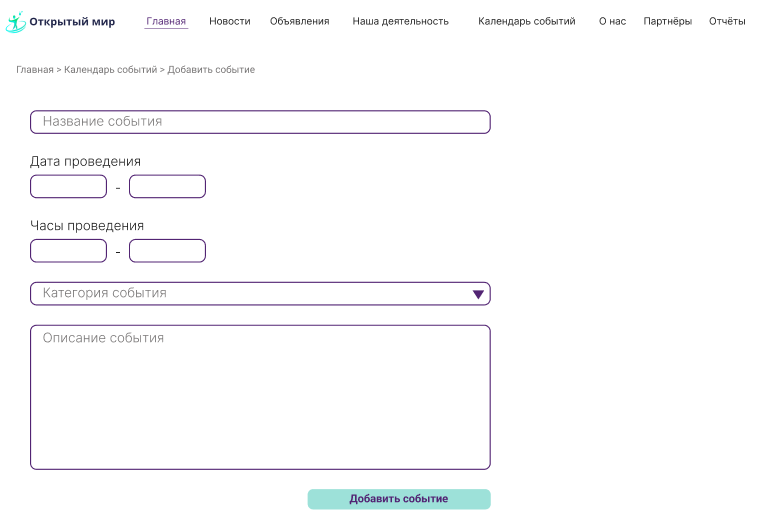 Открытый мир Главная Новости Объявления Наша деятельность Календарь событий О нас Партнёры Отчёты
Главная > Календарь событий > Добавить событие
Название события
Дата проведения
-
Часы проведения
-
Категория события
Описание события
Добавить событие